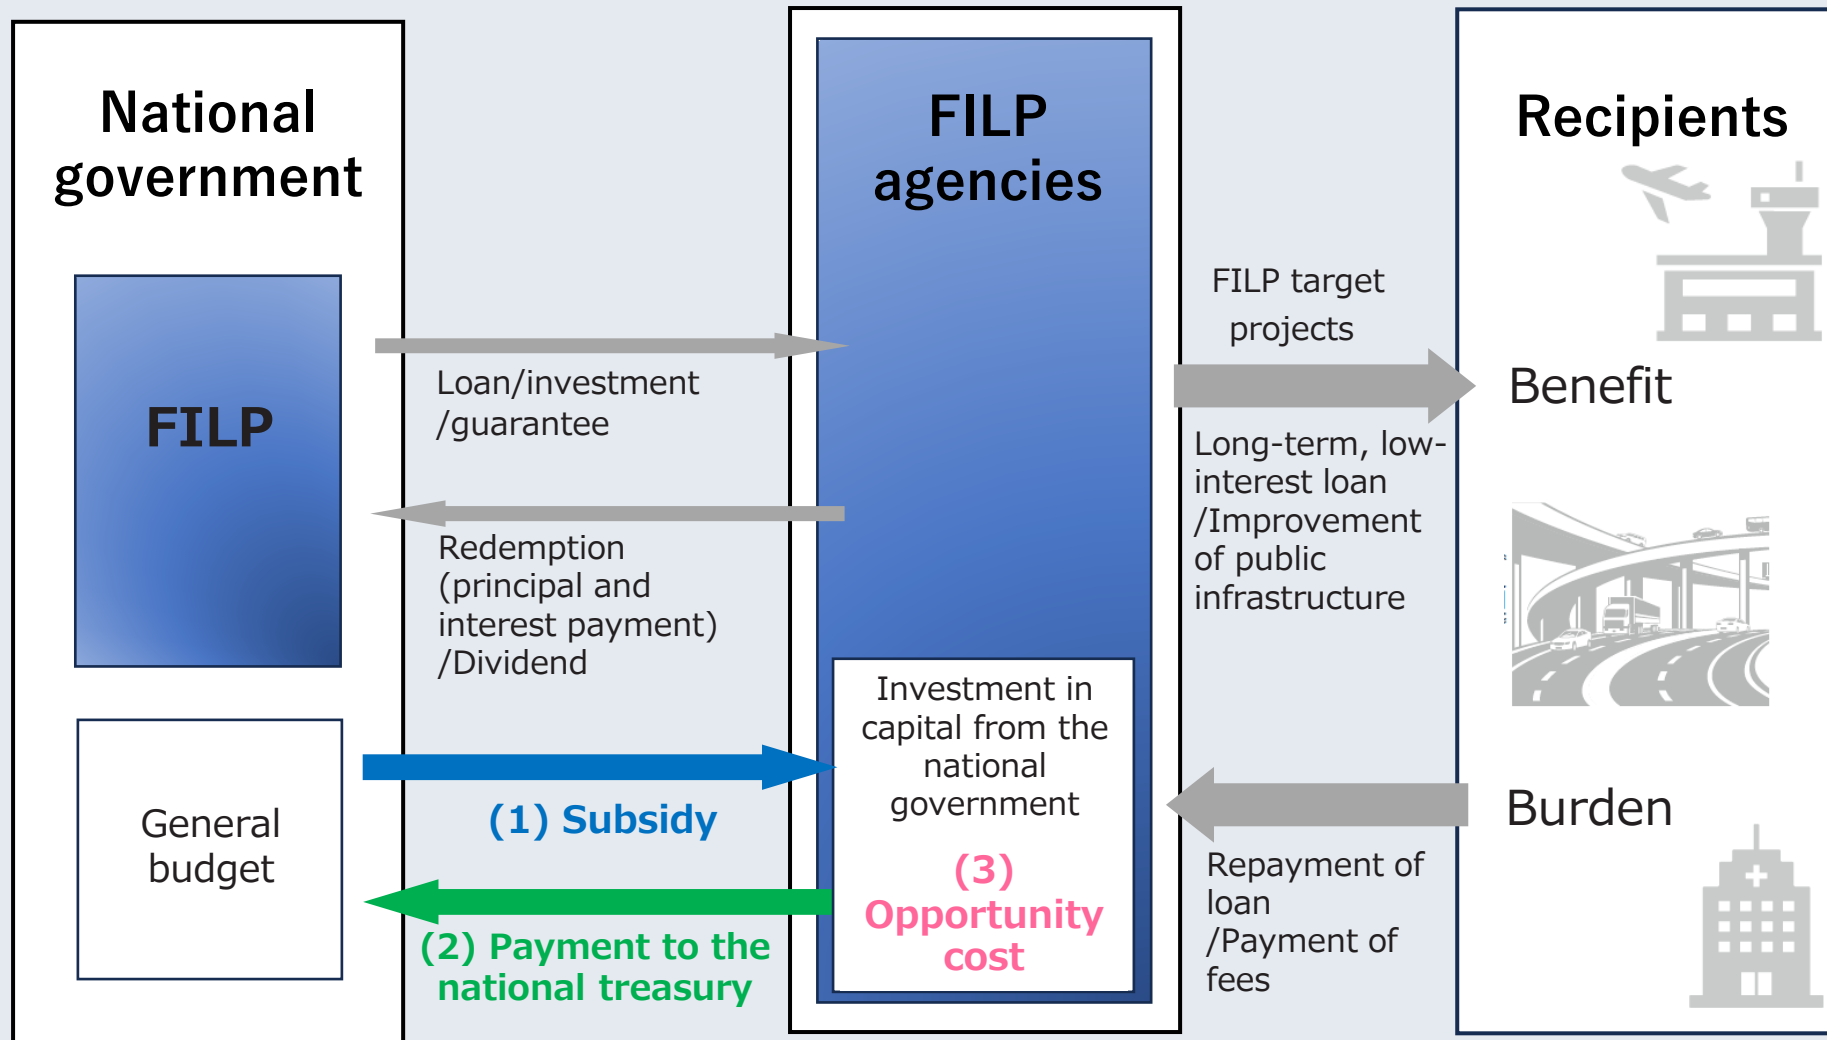 National
government
FILP
General
budget
Loan/investment
/guarantee
Redemption
(principal and
interest payment)
/Dividend
(1) Subsidy
(2) Payment to the
national treasury
FILP
agencies
Investment in
capital from the
national
government
(3)
Opportunity
cost
FILP target
projects
Long-term, low-
interest loan
/Improvement
of public
infrastructure
Repayment of
loan
/Payment of
fees
Recipients
Benefit
Burden